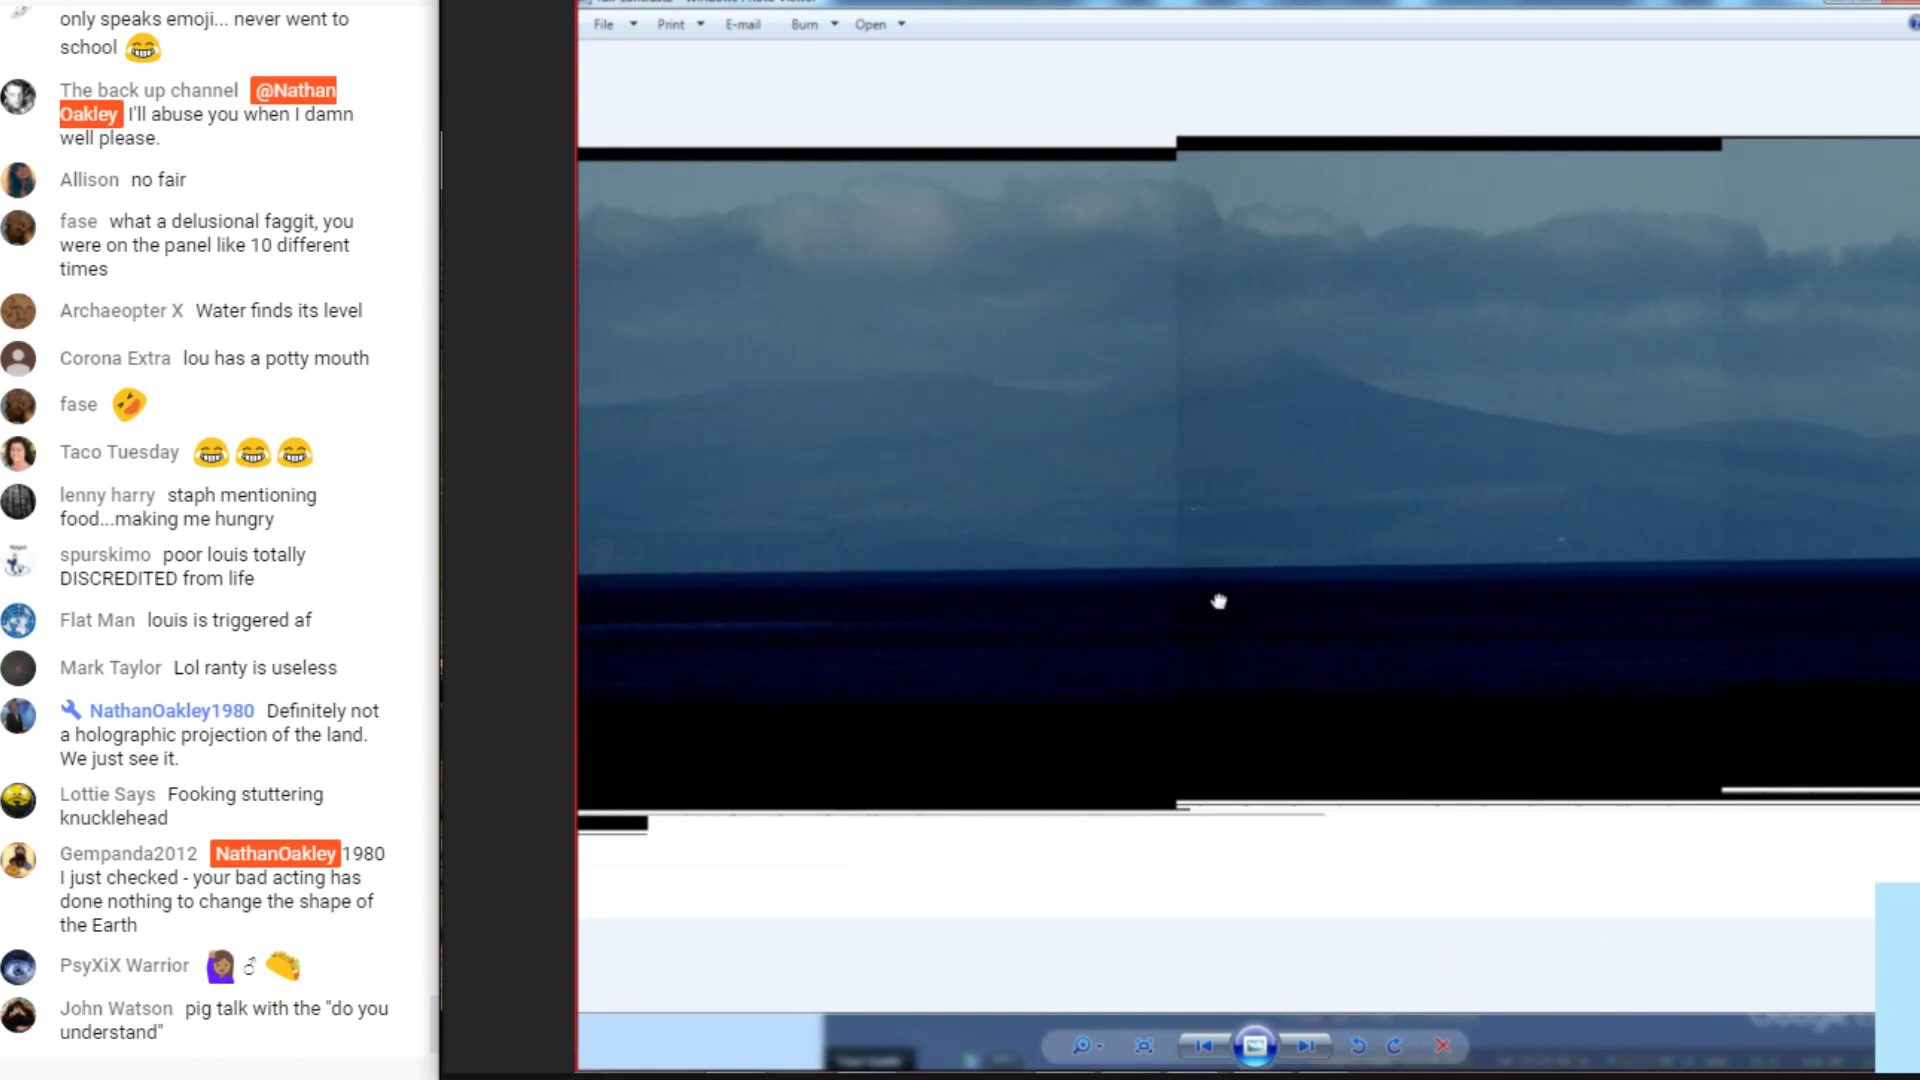 only speaks emoji... never went to
school
The back up channel @Nathan
Oakley I'll abuse you when I damn
well please.
Allison no fair
fase what a delusional faggit, you
were on the panel like 10 different
times
Archaeopter X Water finds its level
Corona Extra lou has a potty mouth
fase
Taco Tuesday
lenny harry staph mentioning
food...making me hungry
spurskimo poor louis totally
DISCREDITED from life
Flat Man louis is triggered af
Mark Taylor Lol ranty is useless
NathanOakley1980 Definitely not
a holographic projection of the land.
We just see it.
Lottie Says Fooking stuttering
knucklehead
Gempanda2012 NathanOakley1980
I just checked - your bad acting has
done nothing to change the shape of
the Earth
PsyXiX Warrior
John Watson pig talk with the "do you
understand"
File Print E-mail Burn Open